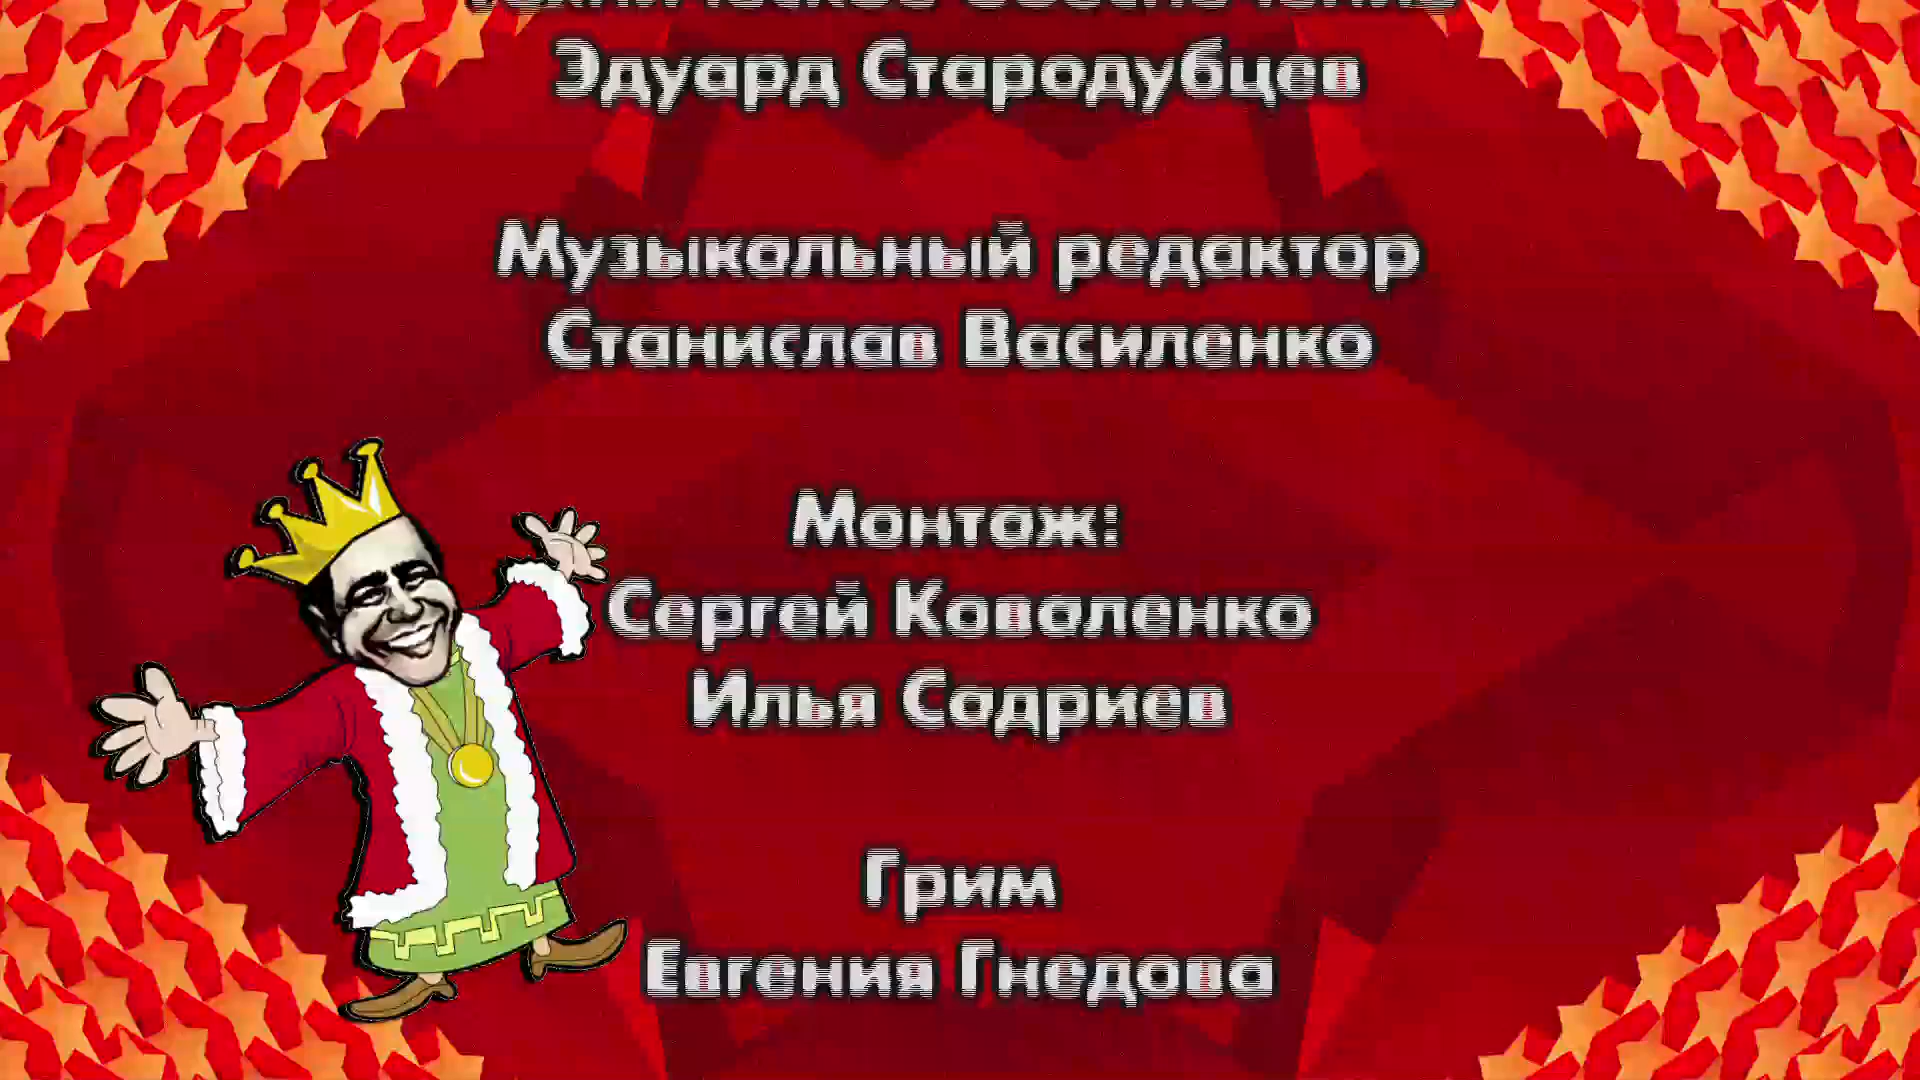 Эдуард Стародубцев
Музыкальный редактор
Станислав Василенко
Монтаж:
Сергей Коваленко
Илья Садриев
Грим
Евгения Гнедова